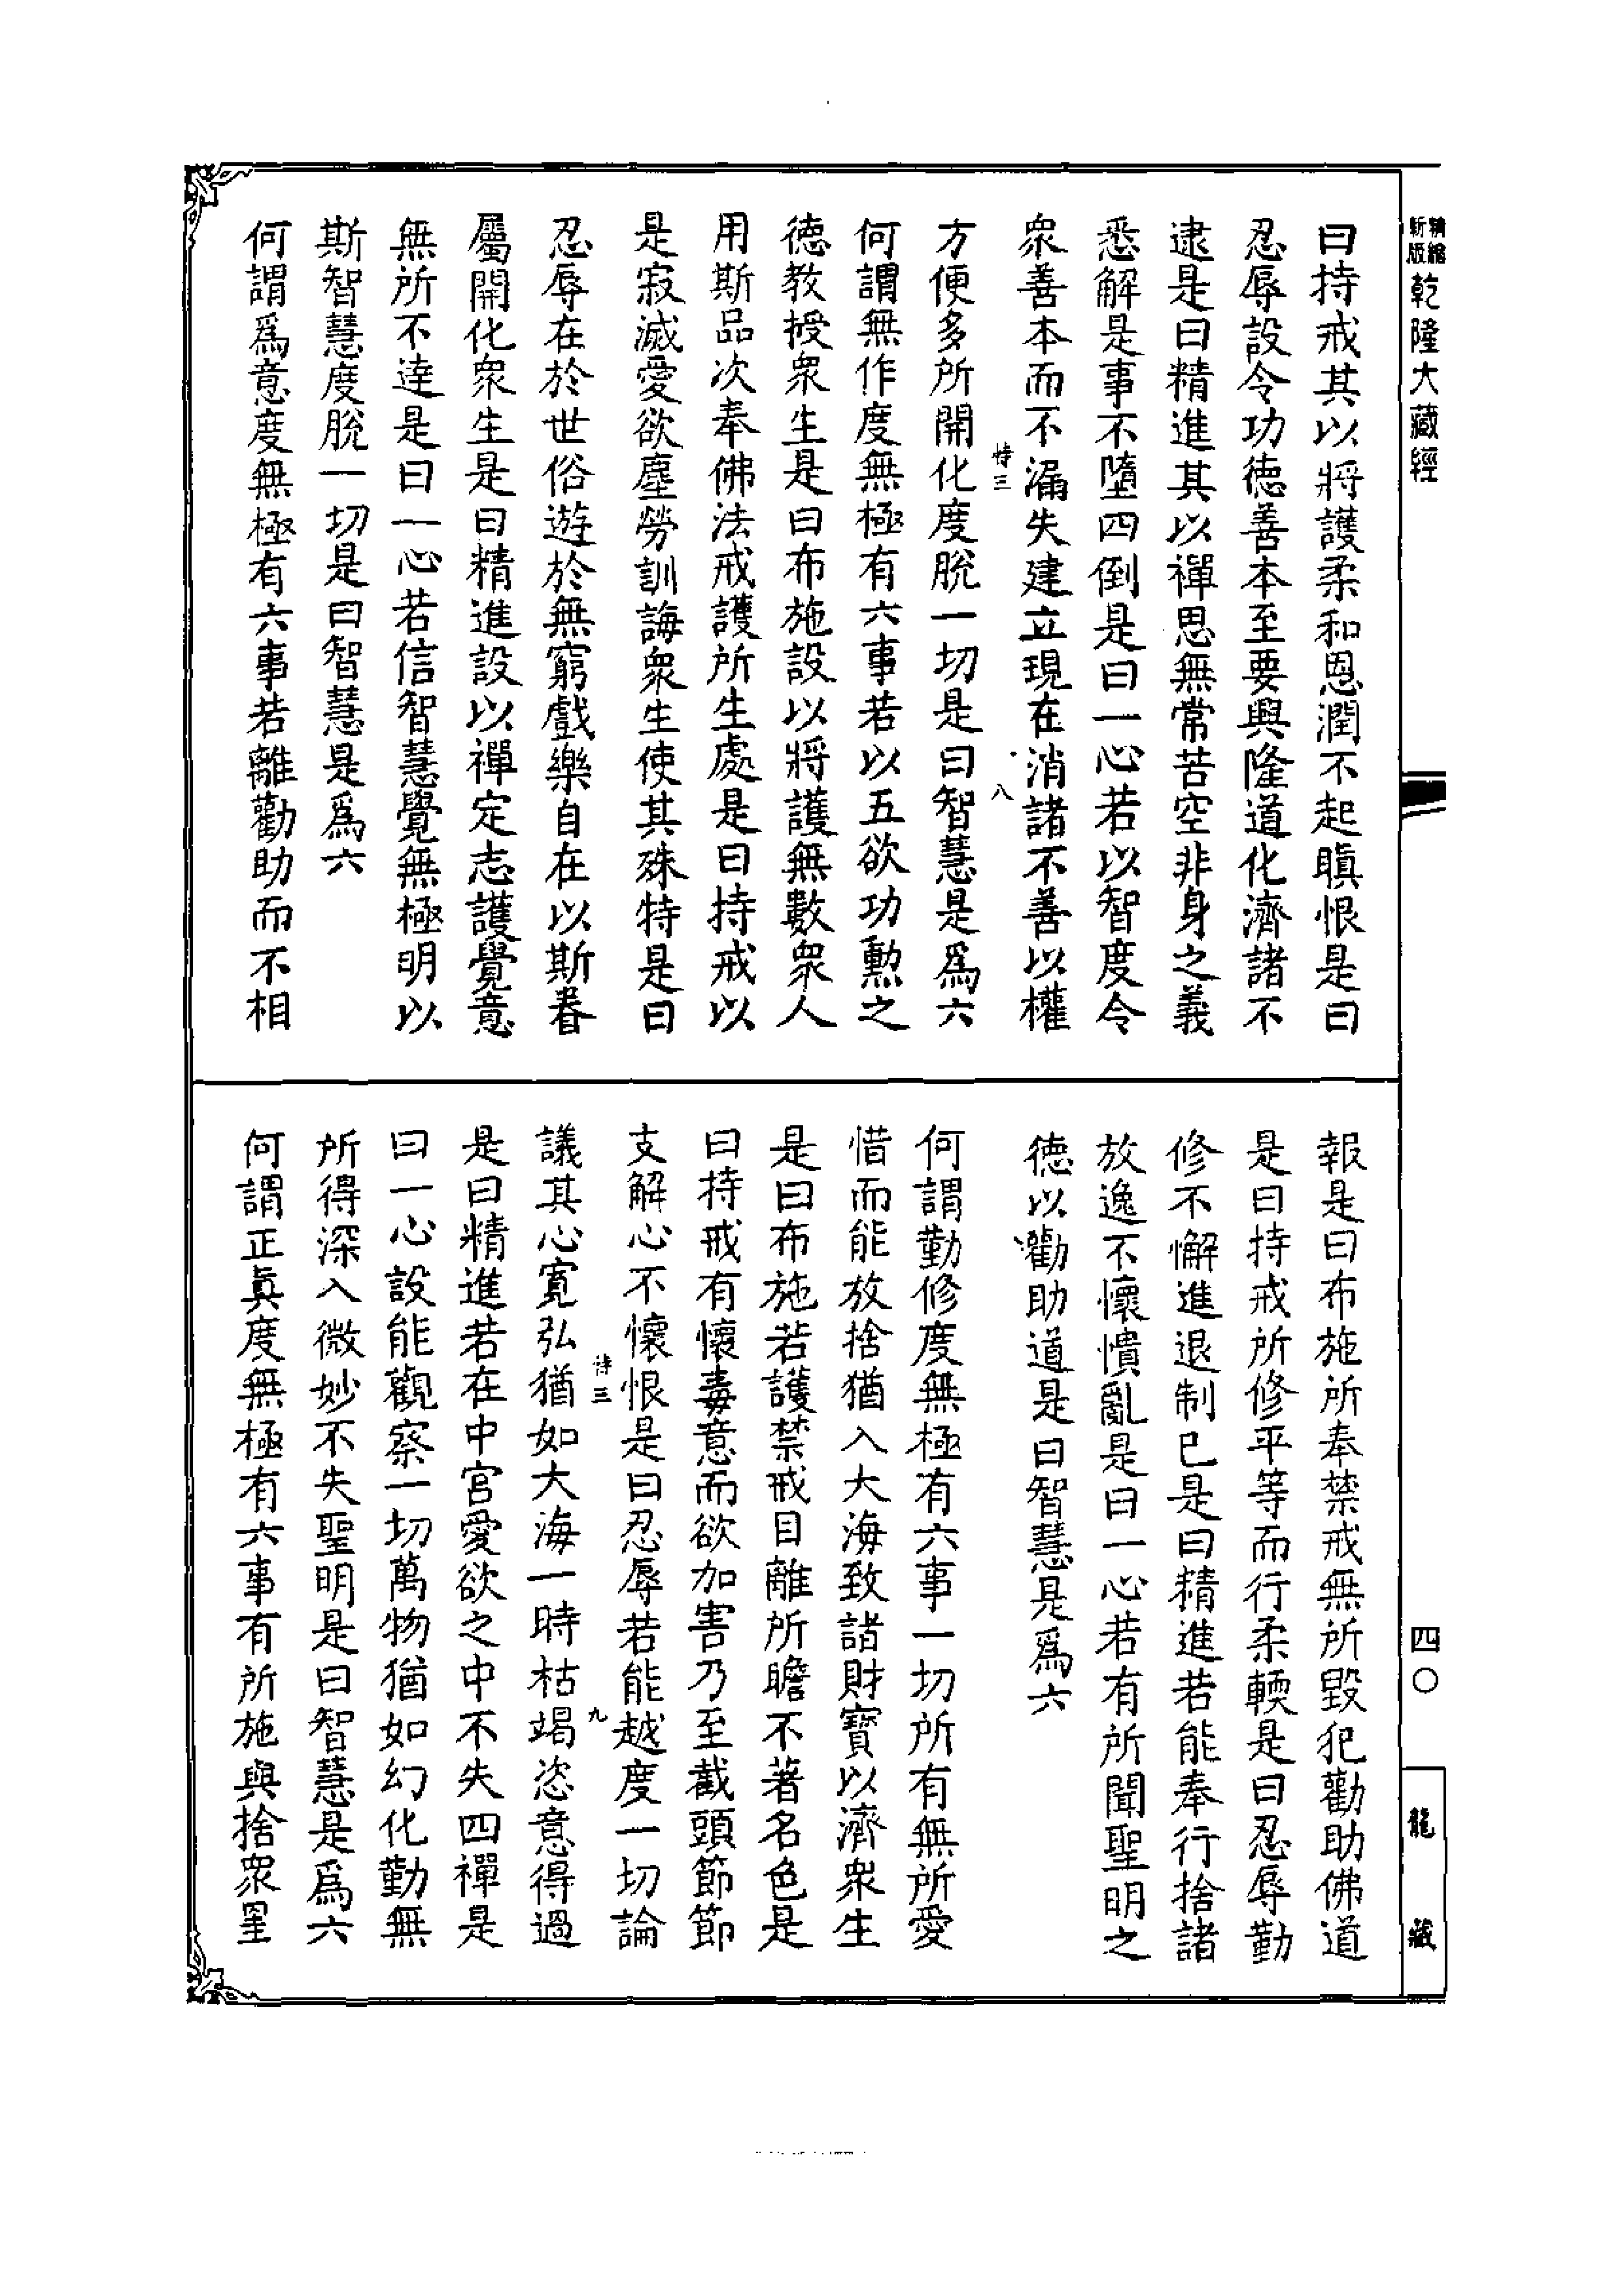 精縮新版乾隆大藏經
四〇
龍藏
曰持戒其以將護柔和恩潤不起瞋恨是曰
忍辱設令功德善本至要興隆道化濟諸不
逮是曰精進其以禪思無常苦空非身之義
悉解是事不墮四倒是曰一心若以智度令
眾善本而不漏失建立現在消諸不善以權
恃三
八
方便多所開化度脫一切是曰智慧是爲六
何謂無作度無極有六事若以五欲功勲之
德教授眾生是曰布施設以將護無數眾人
用斯品次奉佛法戒護所生處是曰持戒以
是寂滅愛欲塵勞訓誨眾生使其殊特是曰
忍辱在於世俗遊於無窮戲樂自在以斯眷
屬開化眾生是曰精進設以禪定志護覺意
無所不達是曰一心若信智慧覺無極明以
斯智慧度脫一切是曰智慧是爲六
何謂爲意度無極有六事若離勸助而不相
報是曰布施所奉禁戒無所毀犯勸助佛道
是曰持戒所修平等而行柔輭是曰忍辱勤
修不懈進退制已是曰精進若能奉行捨諸
放逸不懷憒亂是曰一心若有所聞聖明之
德以勸助道是曰智慧是爲六
何謂勤修度無極有六事一切所有無所愛
惜而能放捨猶入大海致諸財寶以濟眾生
是曰布施若護禁戒目離所瞻不著名色是
曰持戒有懷毒意而欲加害乃至截頭節節
支解心不懷恨是曰忍辱若能越度一切論
恃三
九
議其心寬弘猶如大海一時枯竭恣意得過
是曰精進若在中宮愛欲之中不失四禪是
曰一心設能觀察一切萬物猶如幻化勤無
所得深入微妙不失聖明是曰智慧是爲六
何謂正真度無極有六事有所施與捨眾罣